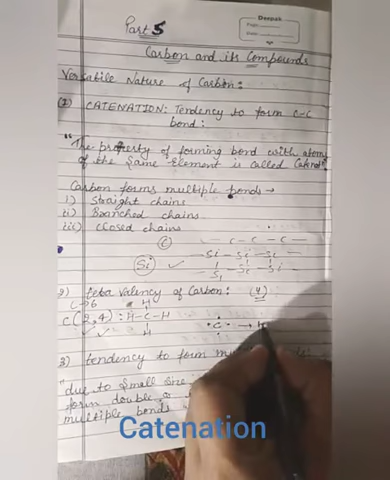 Part 5
Deepak
Carbon and its Compounds
Versatile Nature of Carbon:
(1) CATENATION: Tendency to form C-C
bond:
"The property of forming bond with atoms
of the same element is called
Carbon forms multiple bonds →
i) Straight chains
ii) Branched chains
iii) Closed chains
(C) - C - C - C -
(Si) ✓ - Si - Si - Si -
- Si - Si - Si -
2) tetra Valency of Carbon: (4)
C → 6 H
C (2,4) : H - C - H C → H
H
3) tendency to form
"due to Small Size
form double
multiple bonds
Catenation